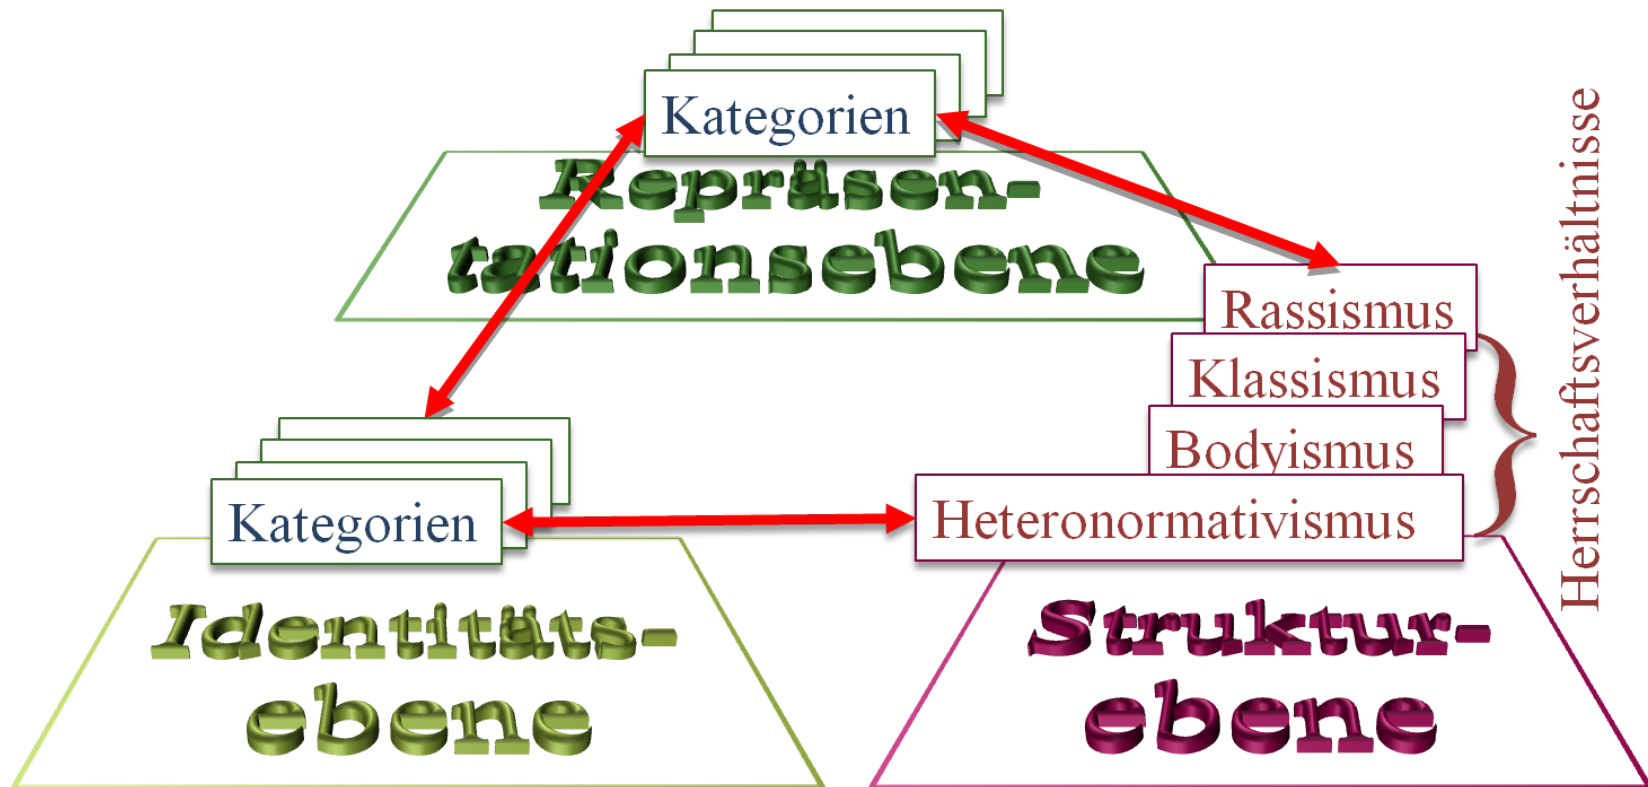 Kategorien
Repräsen-
tationsebene
Rassismus
Klassismus
Bodyismus
Heteronormativismus
Herrschaftsverhältnisse
Kategorien
Identitäts-
ebene
Struktur-
ebene